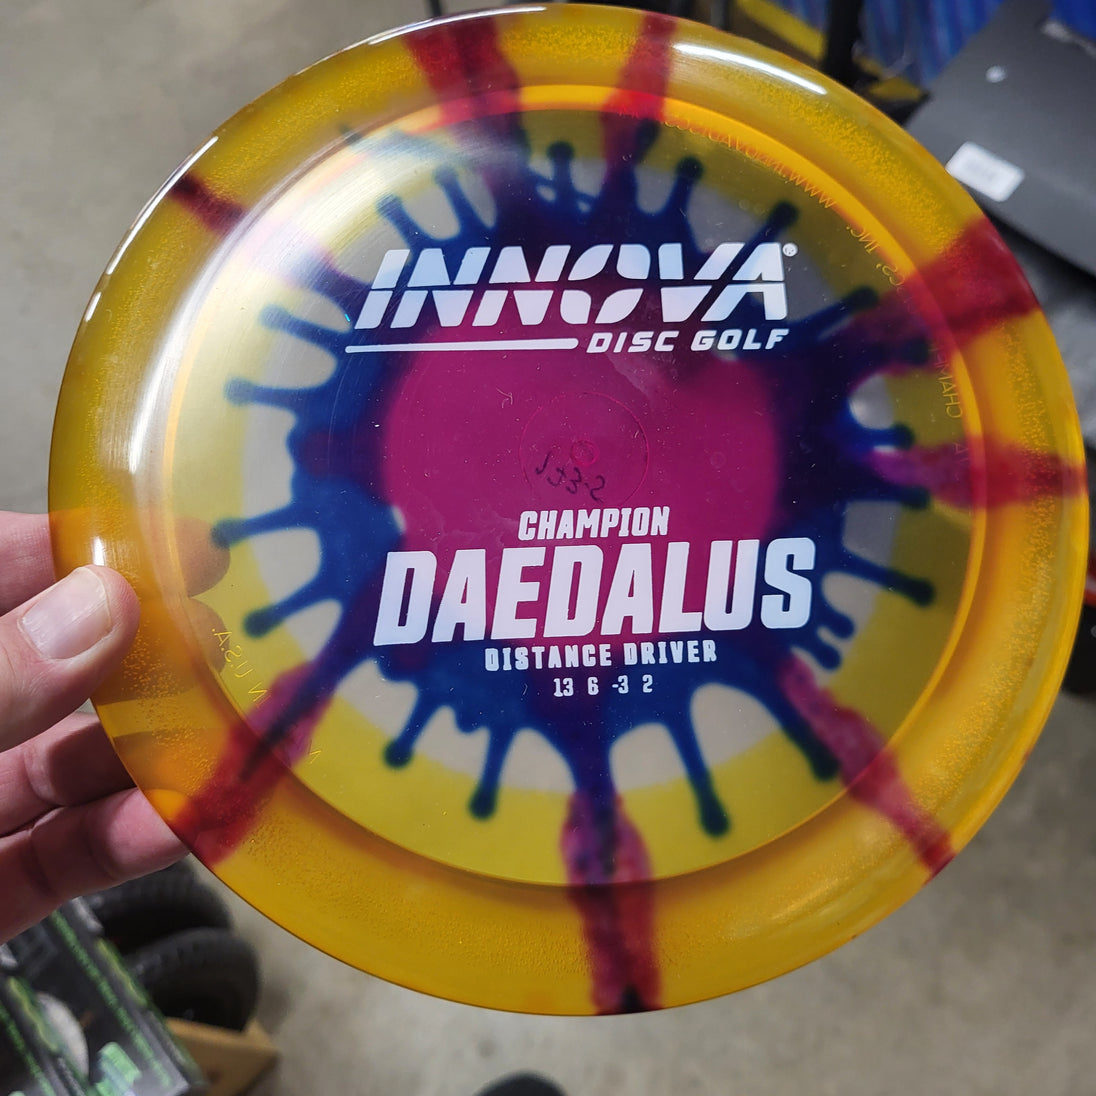 INNOVA®
DISC GOLF
CHAMPION
DAEDALUS
DISTANCE DRIVER
13 6 -3 2